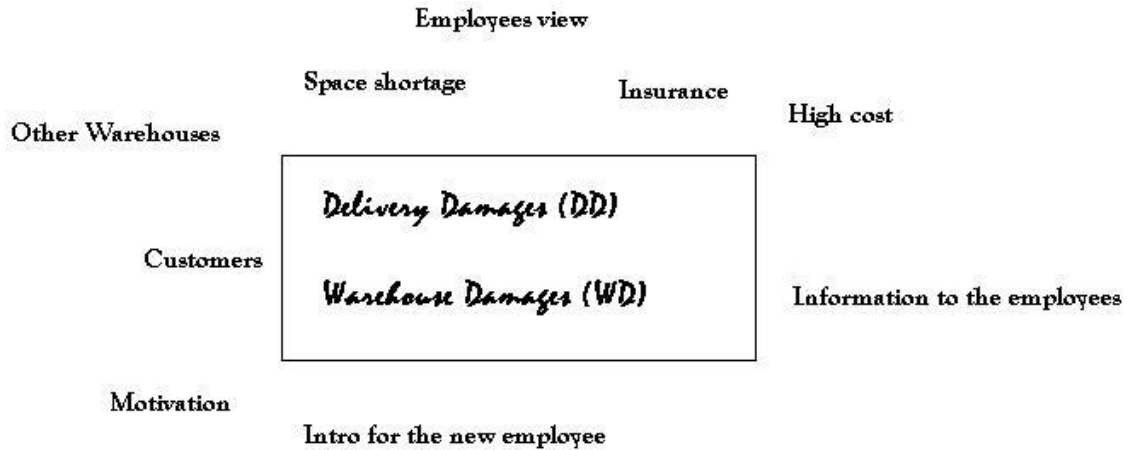 Employees view
Space shortage
Insurance
High cost
Other Warehouses
Delivery Damages (DD)
Customers
Warehouse Damages (WD)
Information to the employees
Motivation
Intro for the new employee